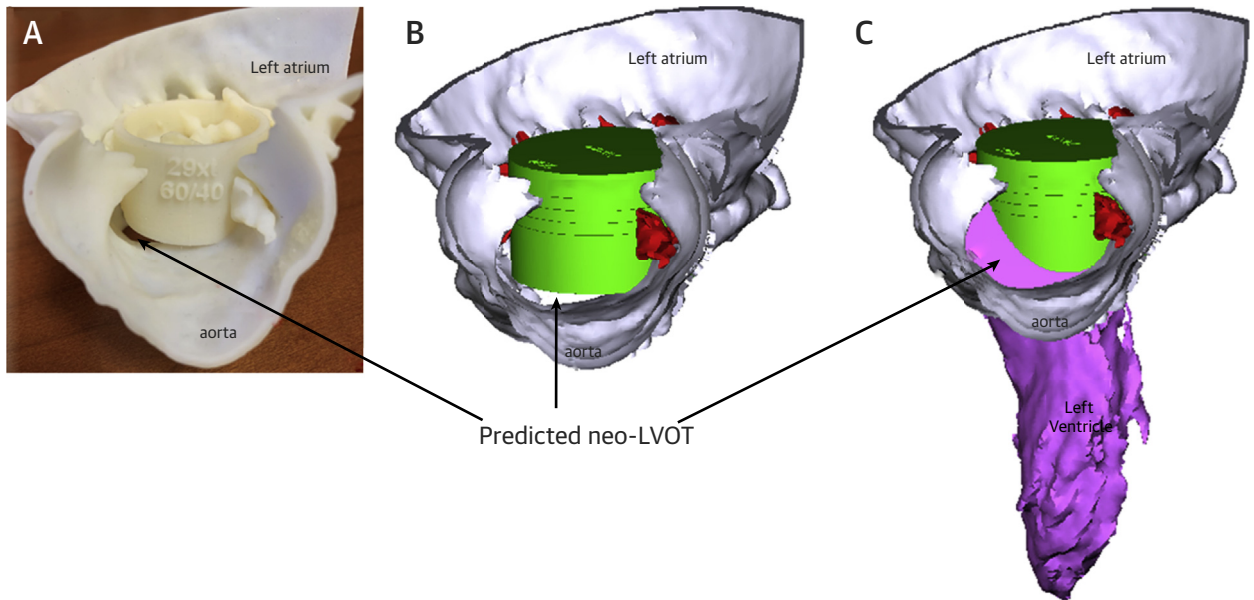 A
Left atrium
29xt
60/40
aorta
B
Left atrium
aorta
C
Left atrium
aorta
Left
Ventricle
Predicted neo-LVOT